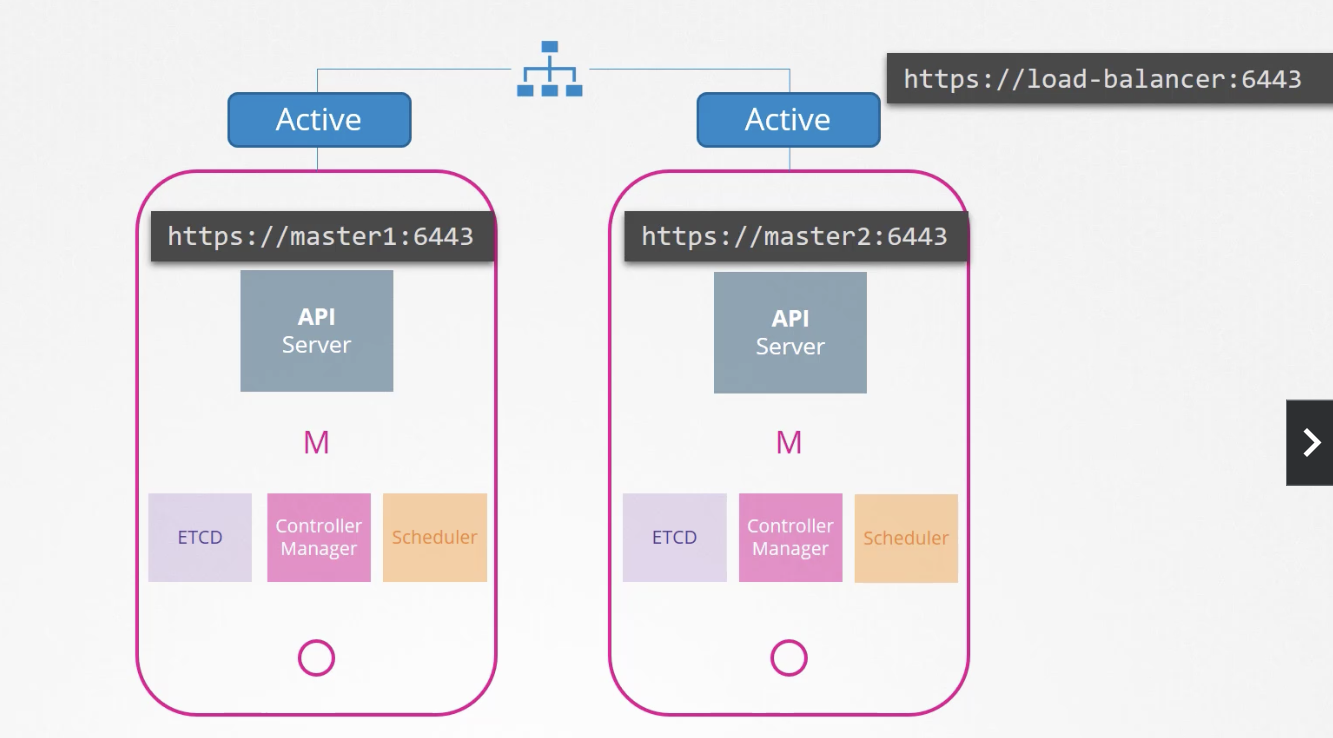 https://load-balancer:6443
Active
Active
https://master1:6443
https://master2:6443
API
Server
API
Server
M
M
ETCD
Controller
Manager
Scheduler
ETCD
Controller
Manager
Scheduler